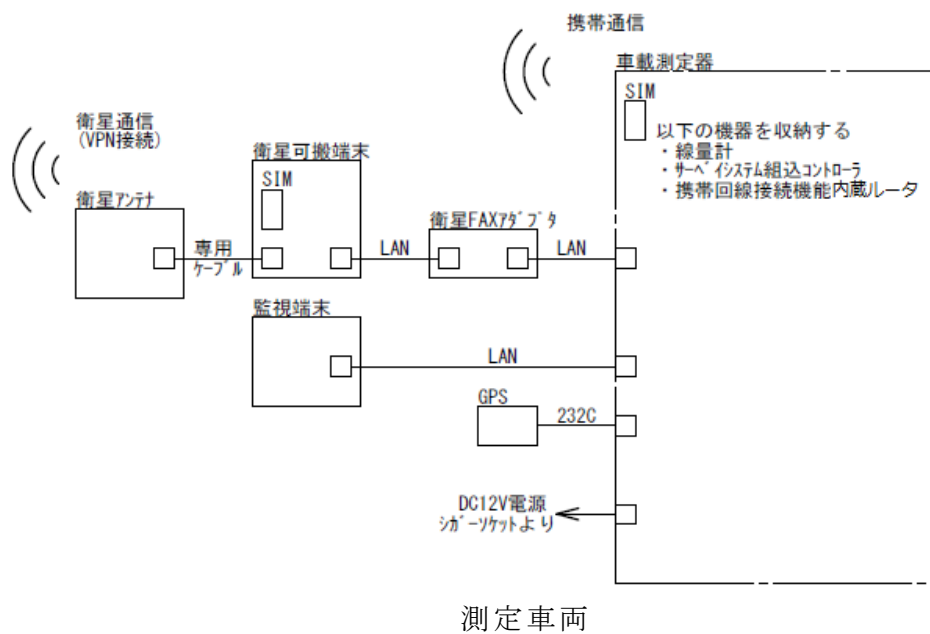 携帯通信
車載測定器
SIM
以下の機器を収納する
・線量計
・ｻｰﾍﾞｲｼｽﾃﾑ組込ｺﾝﾄﾛｰﾗ
・携帯回線接続機能内蔵ルータ
衛星通信
(VPN接続)
衛星ｱﾝﾃﾅ
専用
ｹｰﾌﾞﾙ
衛星可搬端末
SIM
LAN
衛星FAXｱﾀﾞﾌﾟﾀ
LAN
監視端末
LAN
GPS
232C
DC12V電源
ｼｶﾞｰｿｹｯﾄより
測定車両